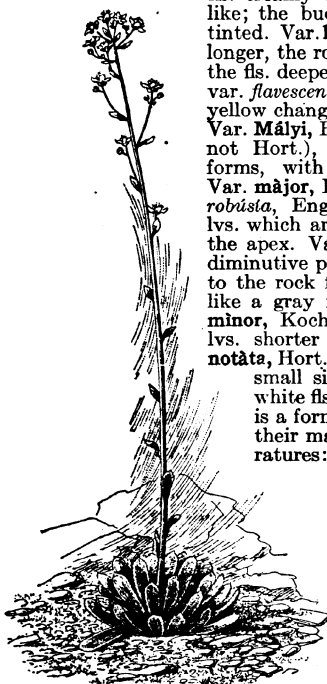 like; the bu
tinted. Var.
longer, the ro
the fls. deepe
var. flavescen
yellow chang
Var. Mályi,
not Hort.),
forms, with
Var. màjor,
robústa, Eng
lvs. which ar
the apex. Va
diminutive p
to the rock
like a gray
mìnor, Koch
lvs. shorter
notàta, Hort.
small si
white fls
is a forn
their ma
ratures: